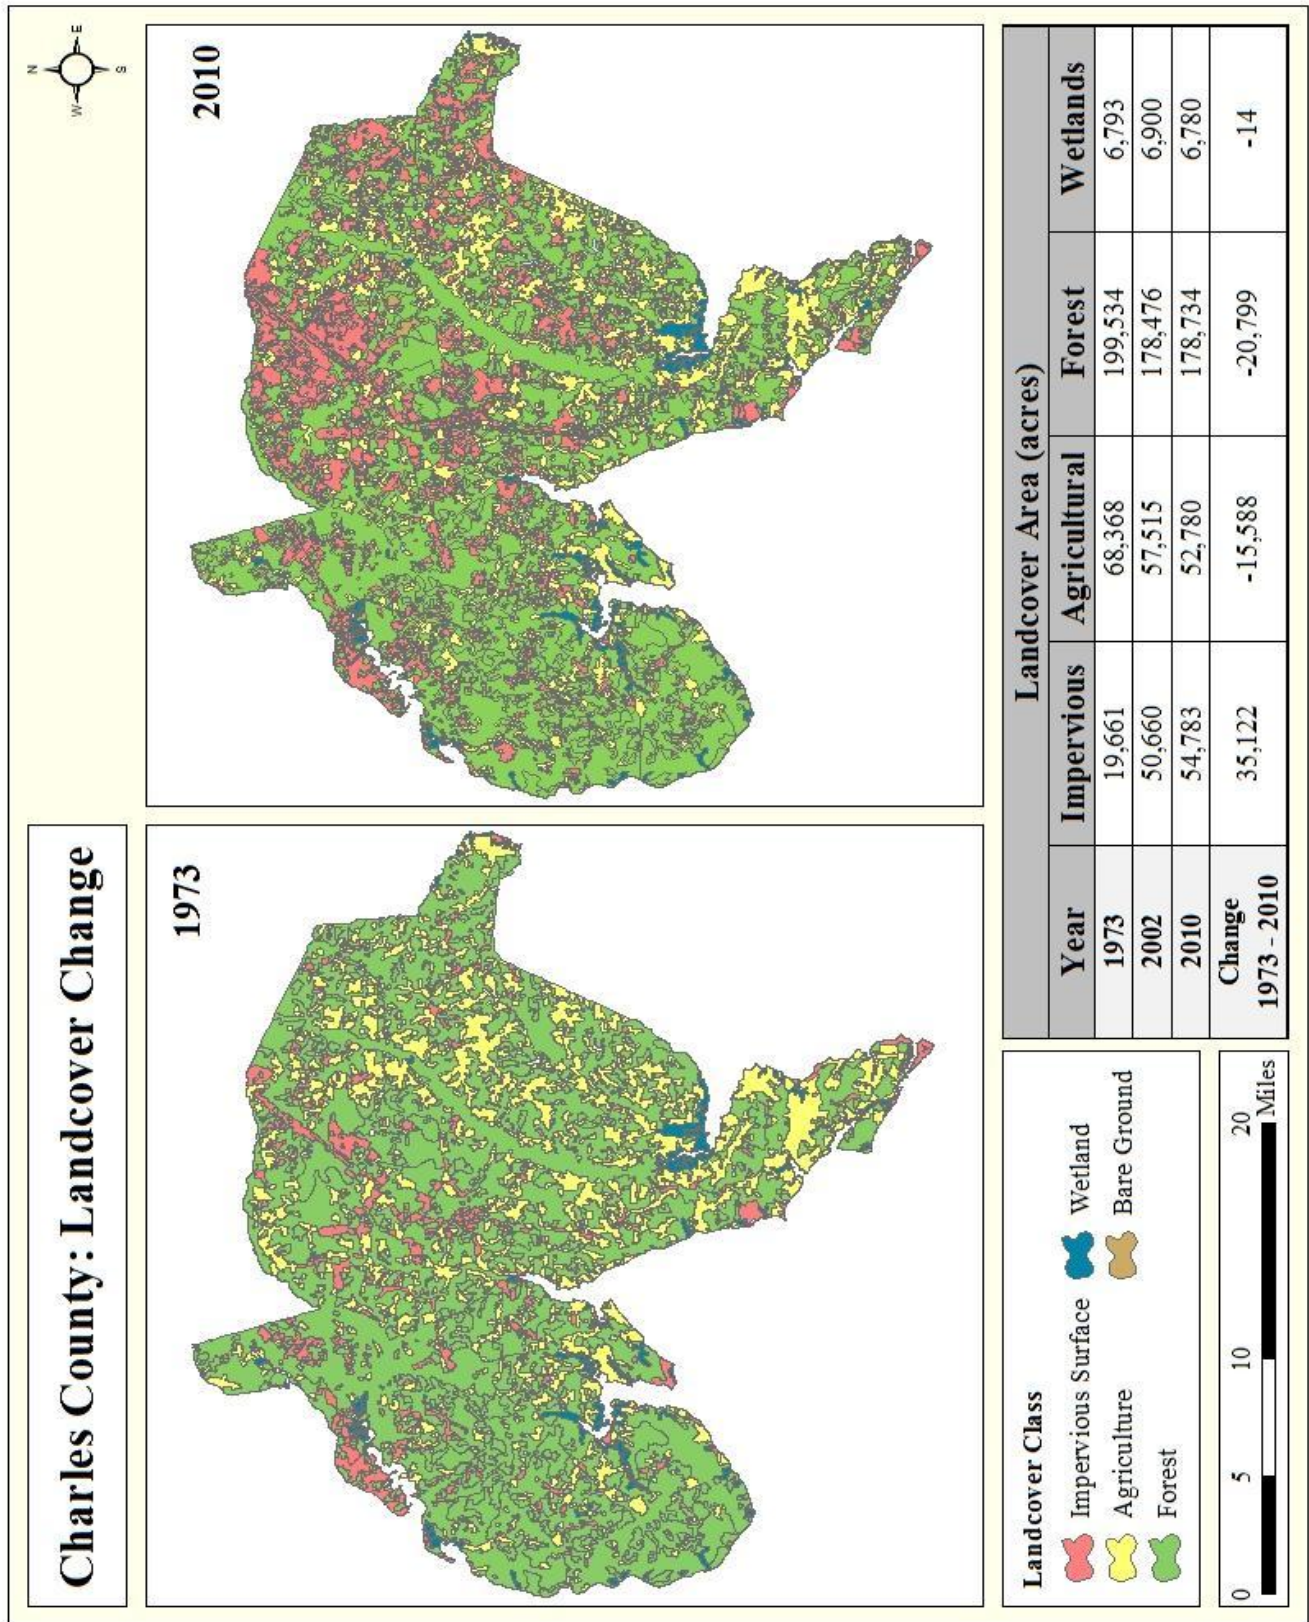 Charles County: Landcover Change
N
W
E
S
1973
2010
Landcover Class
Impervious Surface
Wetland
Agriculture
Bare Ground
Forest
0 5 10 20
Miles
Landcover Area (acres)
Year Impervious Agricultural Forest Wetlands
1973 19,661 68,368 199,534 6,793
2002 50,660 57,515 178,476 6,900
2010 54,783 52,780 178,734 6,780
Change
1973 - 2010 35,122 -15,588 -20,799 -14